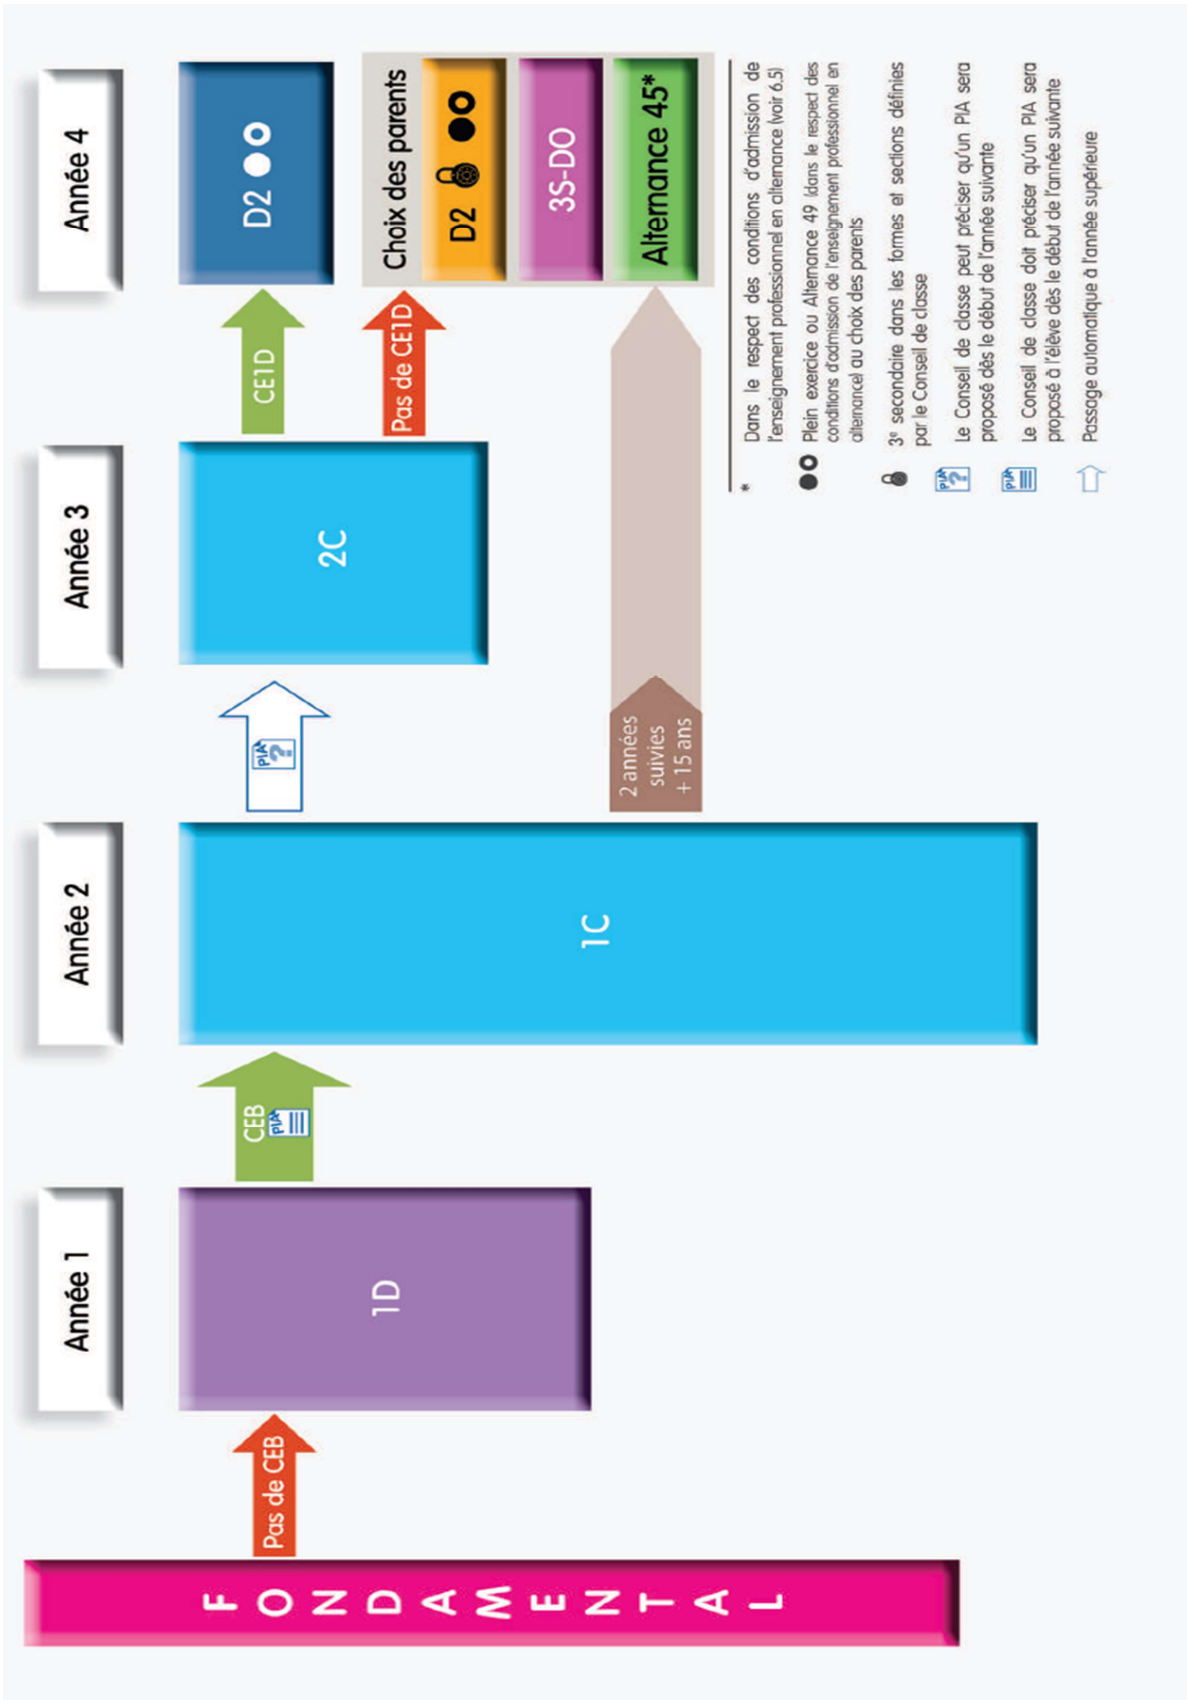 Année 1
Année 2
Année 3
Année 4
FONDAMENTAL
Pas de CEB
1D
CEB
PIA
1C
PIA
?
2 années
suivies
+ 15 ans
2C
CE1D
Pas de CE1D
D2
Choix des parents
D2
3S-DO
Alternance 45*
* Dans le respect des conditions d'admission de
l'enseignement professionnel en alternance (voir 6.5)
Plein exercice ou Alternance 49 (dans le respect des
conditions d'admission de l'enseignement professionnel en
alternance) au choix des parents
3e secondaire dans les formes et sections définies
par le Conseil de classe
PIA
?
Le Conseil de classe peut préciser qu'un PIA sera
proposé dès le début de l'année suivante
PIA
Le Conseil de classe doit préciser qu'un PIA sera
proposé à l'élève dès le début de l'année suivante
Passage automatique à l'année supérieure